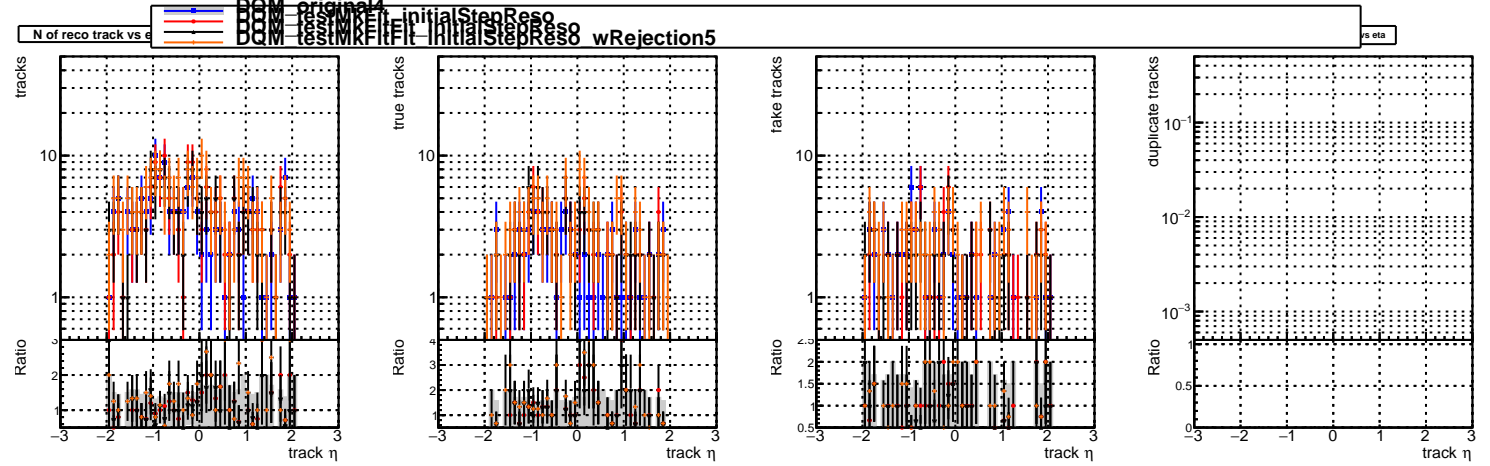 DQM_original4
DQM_testMkFit_initialStepReso
DQM_testMkFitFit_initialStepReso
DQM_testMkFitFit_initialStepReso_wRejection5
N of reco track vs e
vs eta
tracks
10
1
Ratio
3
2
1
−3 −2 −1 0 1 2 3
track η
true tracks
10
1
Ratio
4
3
2
1
−3 −2 −1 0 1 2 3
track η
fake tracks
10
1
Ratio
2.5
2
1.5
1
0.5
−3 −2 −1 0 1 2 3
track η
duplicate tracks
10−1
10−2
10−3
Ratio
1
0.5
0
−3 −2 −1 0 1 2 3
track η